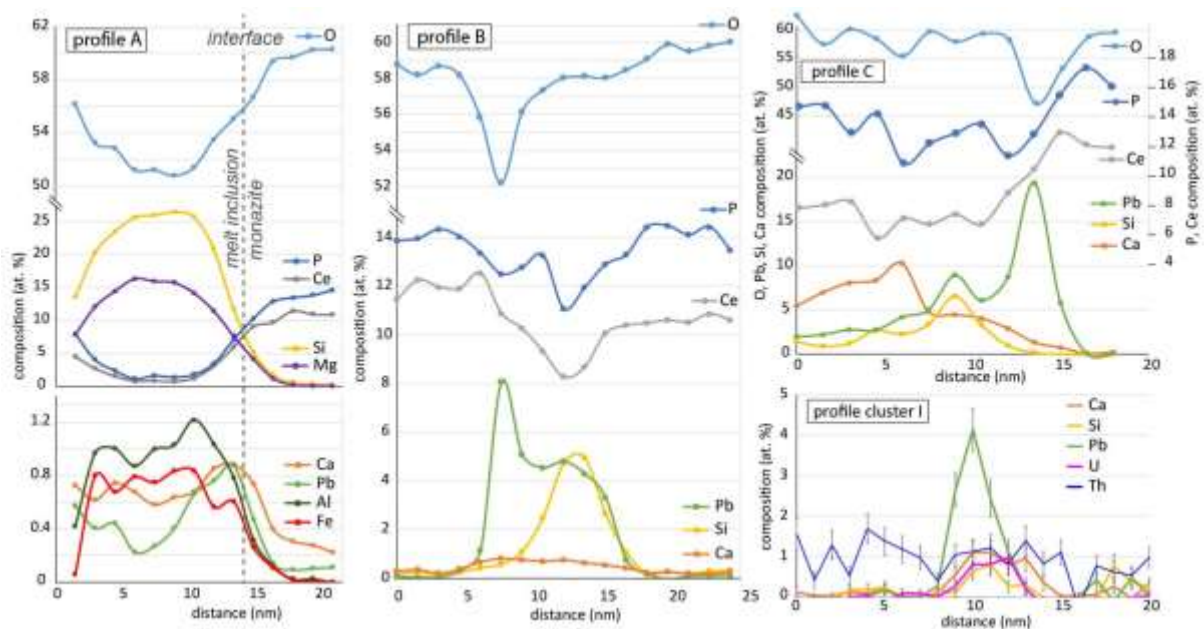 profile A
interface
O
melt inclusion
monazite
P
Ce
Si
Mg
composition (at. %)
62
58
54
50
25
20
15
10
5
0
Ca
Pb
Al
Fe
1.2
0.8
0.4
0
0
5
10
15
20
distance (nm)
profile B
O
P
Ce
Pb
Si
Ca
composition (at. %)
60
58
56
54
52
14
12
10
8
6
4
2
0
0
5
10
15
20
distance (nm)
profile C
O
P
Ce
Pb
Si
Ca
O, Pb, Si, Ca composition (at. %)
60
55
50
45
20
15
10
5
0
P, Ce composition (at. %)
20
18
16
14
12
10
8
6
4
0
5
10
15
20
distance (nm)
profile cluster I
Ca
Si
Pb
U
Th
composition (at. %)
5
4
3
2
1
0
0
5
10
15
20
distance (nm)